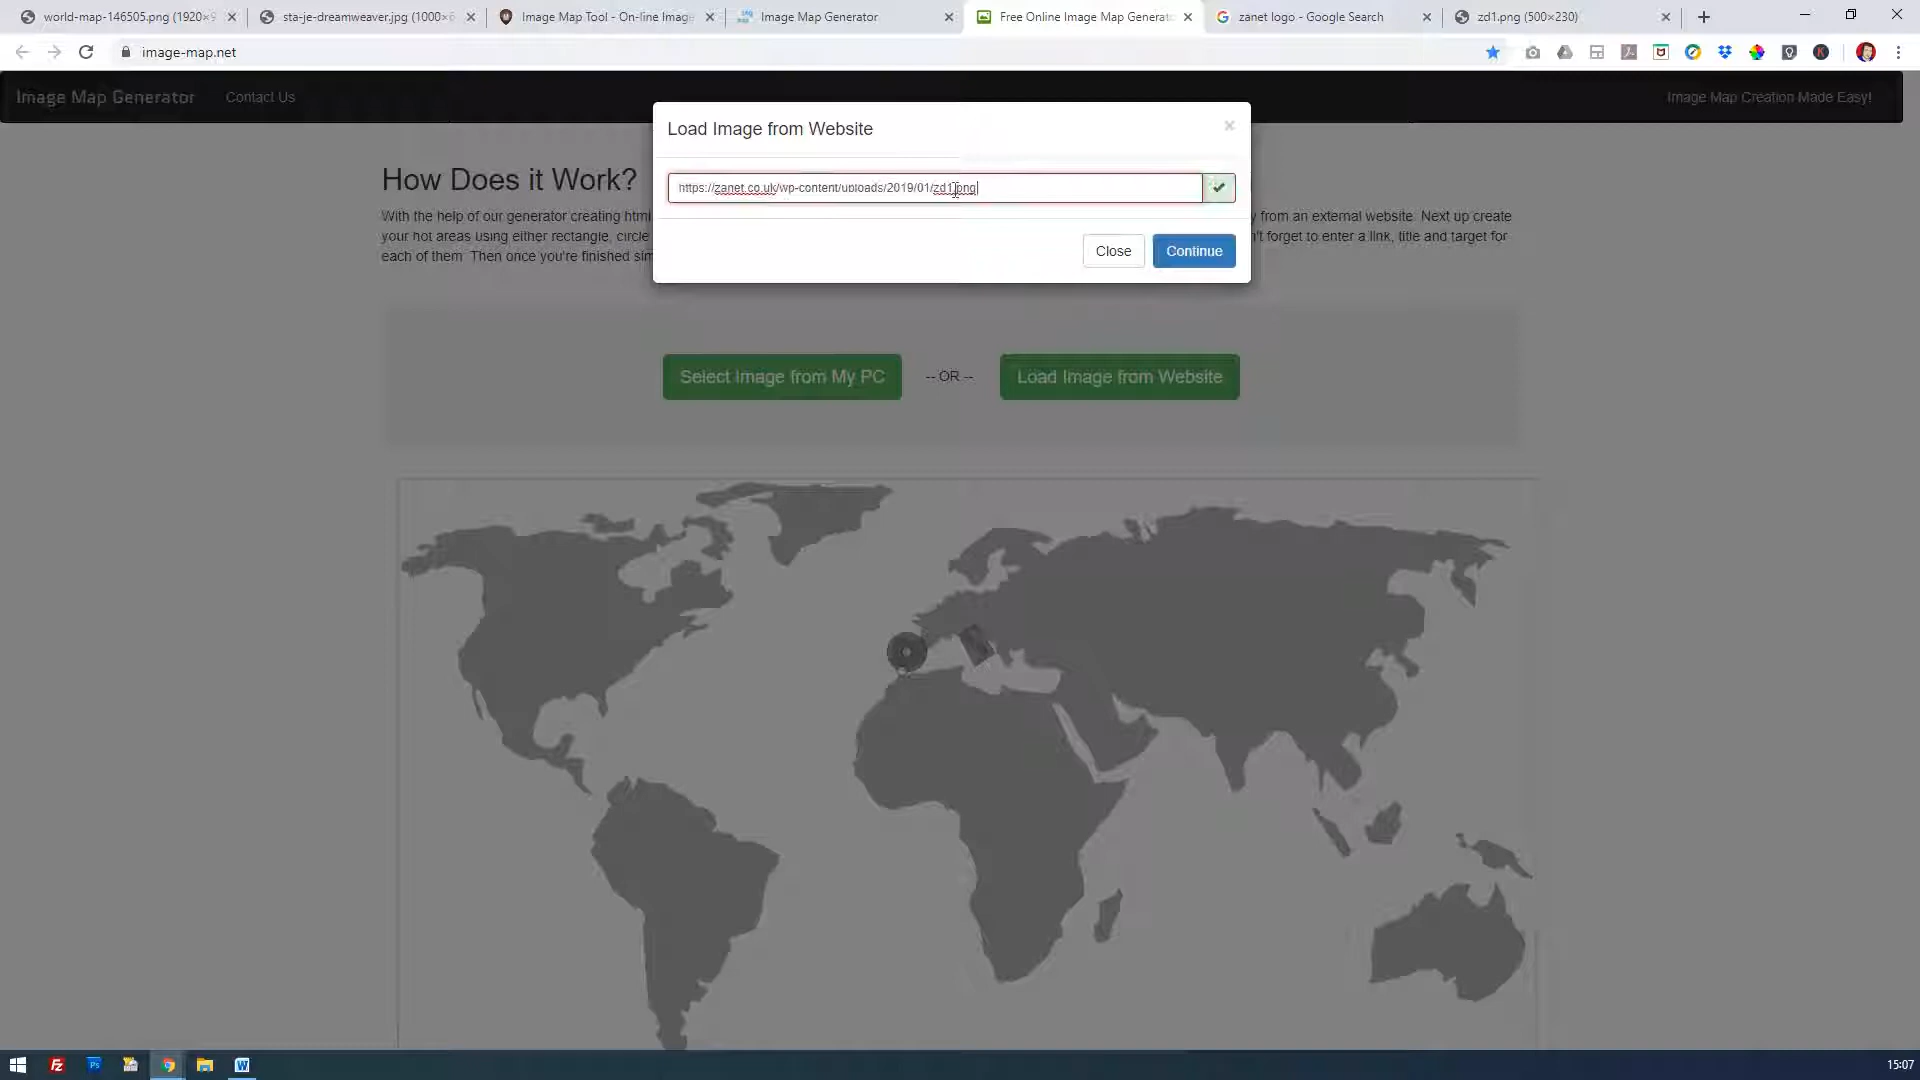 world-map-146505.png (1920×9
sta-je-dreamweaver.jpg (1000×6
Image Map Tool - On-line Image
Image Map Generator
Free Online Image Map Generat
zanet logo - Google Search
zd1.png (500×230)
image-map.net
Image Map Generator
Contact Us
Image Map Creation Made Easy!
Load Image from Website
×
https://zanet.co.uk/wp-content/uploads/2019/01/zd1.png
Close
Continue
How Does it Work?
With the help of our generator creating html
y from an external website. Next up create
your hot areas using either rectangle, circle
't forget to enter a link, title and target for
each of them. Then once you're finished sim
Select Image from My PC
-- OR --
Load Image from Website
15:07